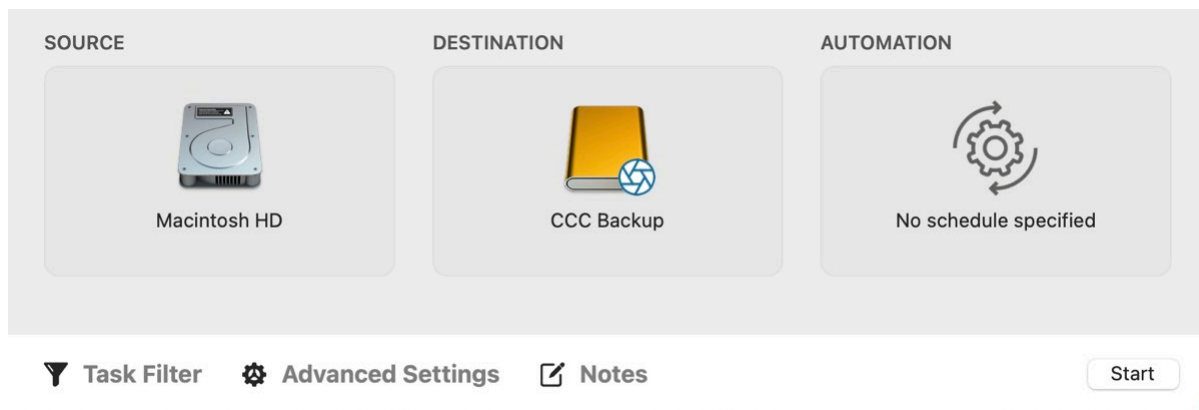 SOURCE
DESTINATION
AUTOMATION
Macintosh HD
CCC Backup
No schedule specified
Task Filter
Advanced Settings
Notes
Start